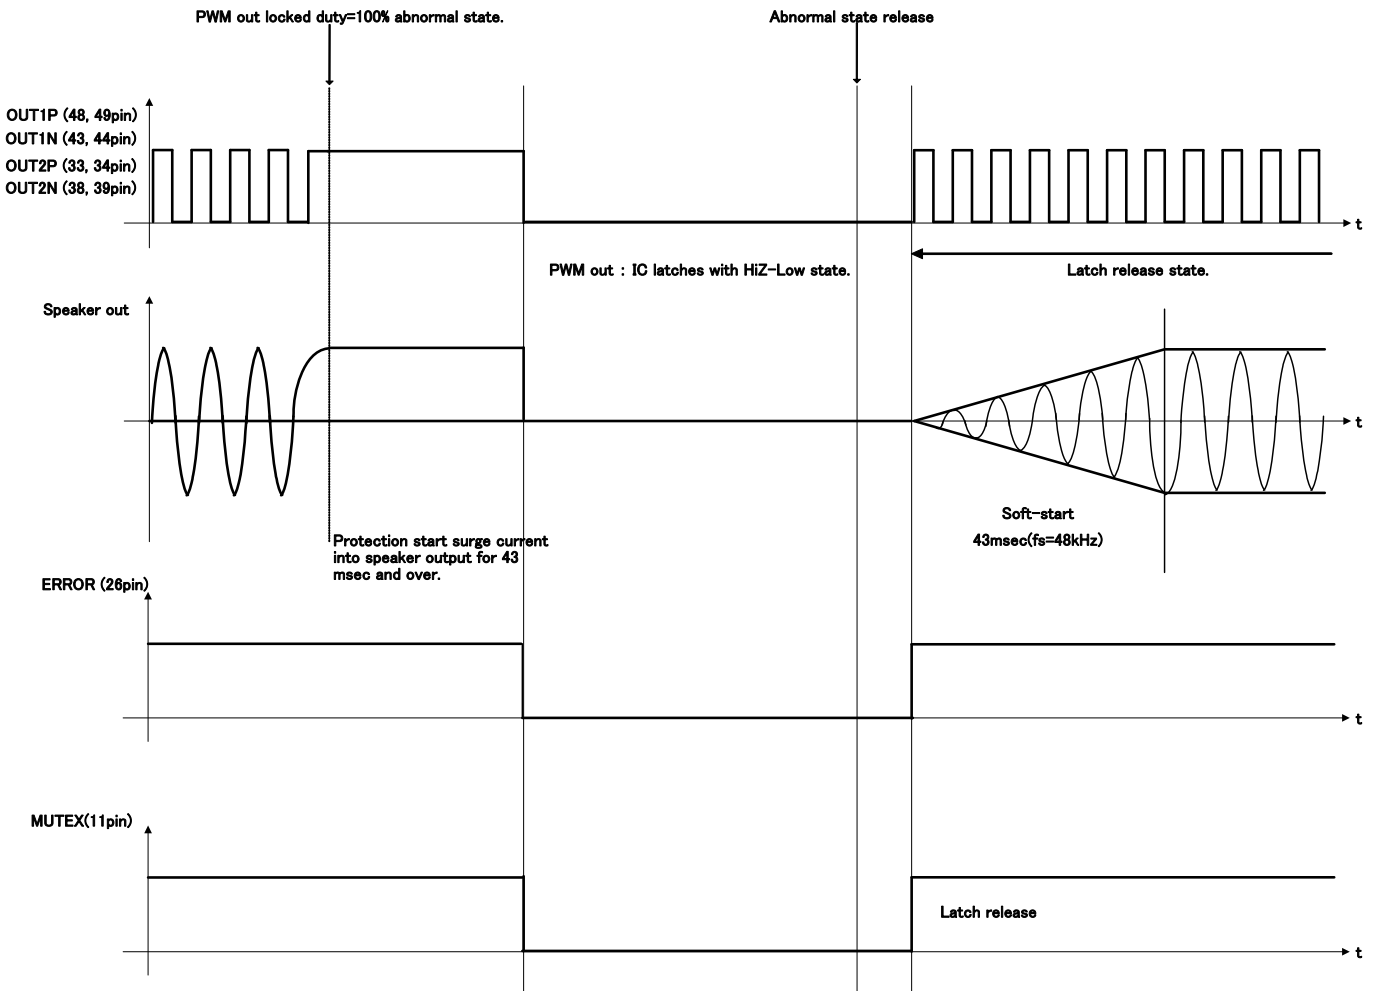 PWM out locked duty=100% abnormal state.
Abnormal state release
OUT1P (48, 49pin)
OUT1N (43, 44pin)
OUT2P (33, 34pin)
OUT2N (38, 39pin)
t
PWM out : IC latches with HiZ-Low state.
Latch release state.
Speaker out
t
Soft-start
43msec(fs=48kHz)
Protection start surge current
into speaker output for 43
msec and over.
ERROR (26pin)
t
MUTEX(11pin)
Latch release
t